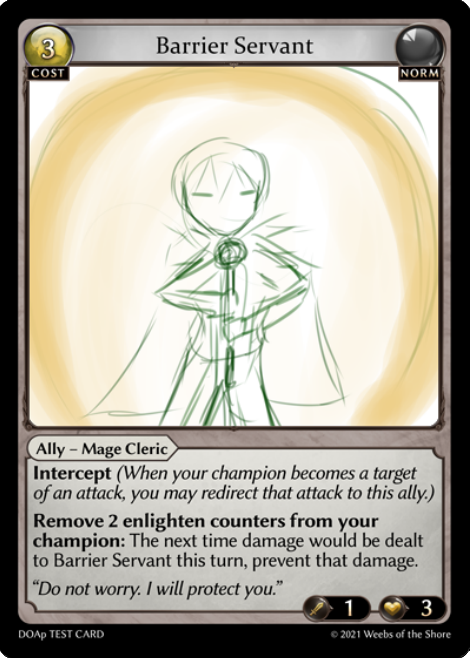 3
Barrier Servant
COST
NORM
Ally – Mage Cleric
Intercept (When your champion becomes a target
of an attack, you may redirect that attack to this ally.)
Remove 2 enlighten counters from your
champion: The next time damage would be dealt
to Barrier Servant this turn, prevent that damage.
“Do not worry. I will protect you.”
1
3
DOAp TEST CARD
© 2021 Weebs of the Shore